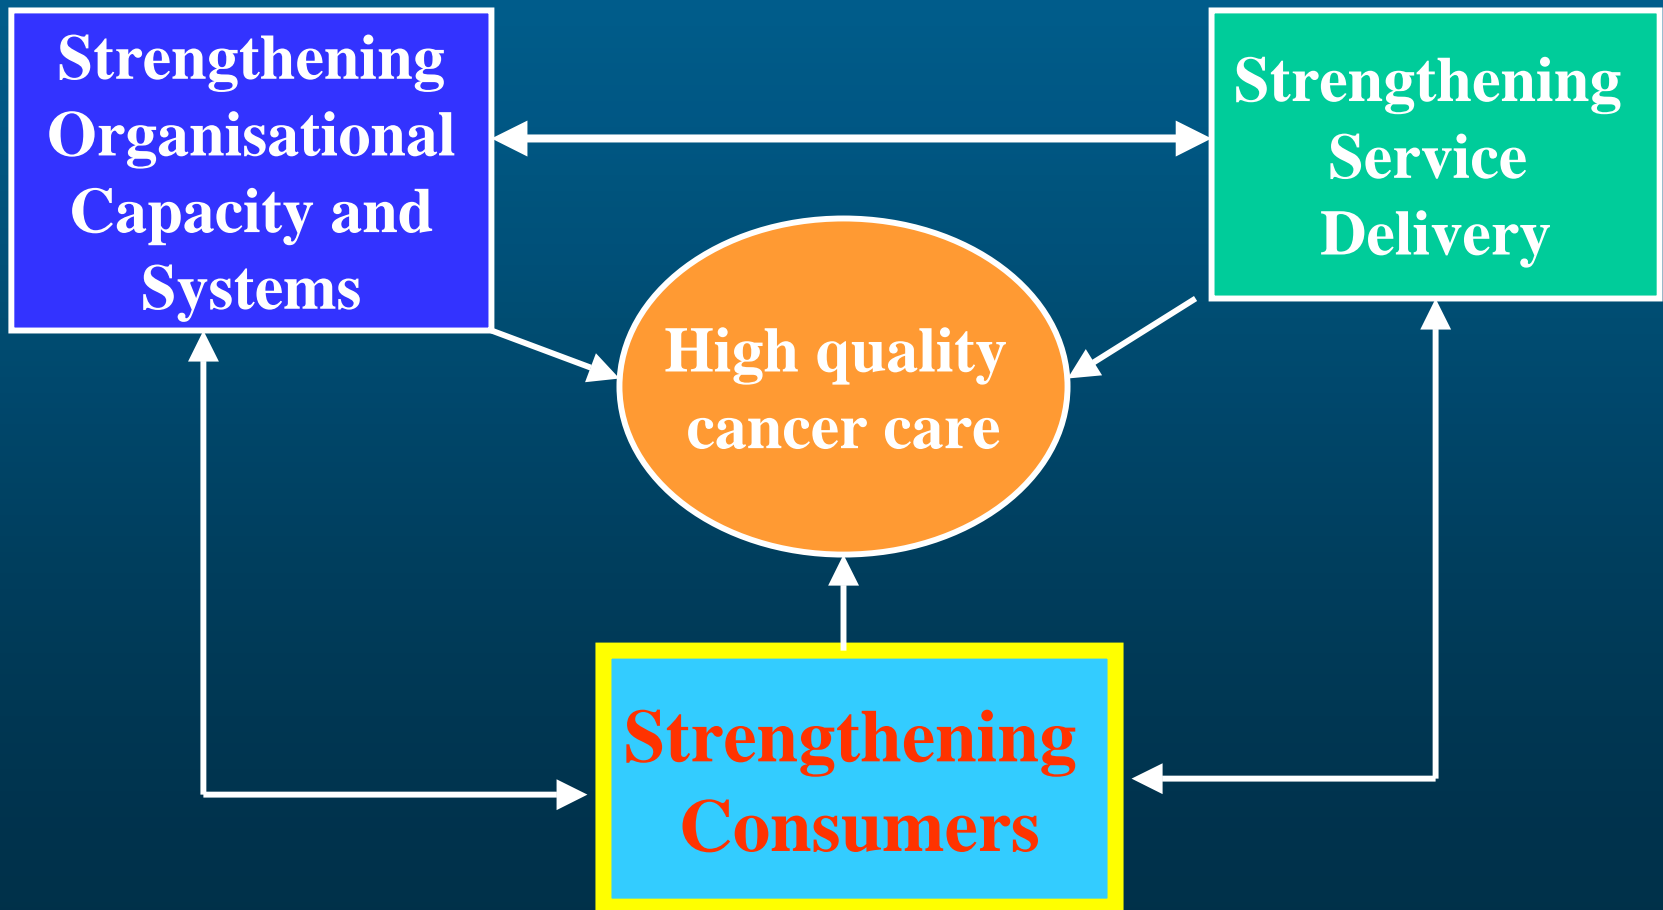 Strengthening
Organisational
Capacity and
Systems
Strengthening
Service
Delivery
High quality
cancer care
Strengthening
Consumers